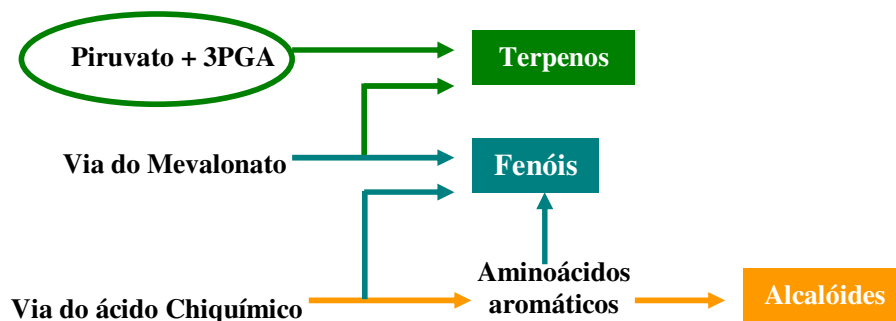 Piruvato + 3PGA
Terpenos
Via do Mevalonato
Fenóis
Via do ácido Chiquímico
Aminoácidos
aromáticos
Alcalóides